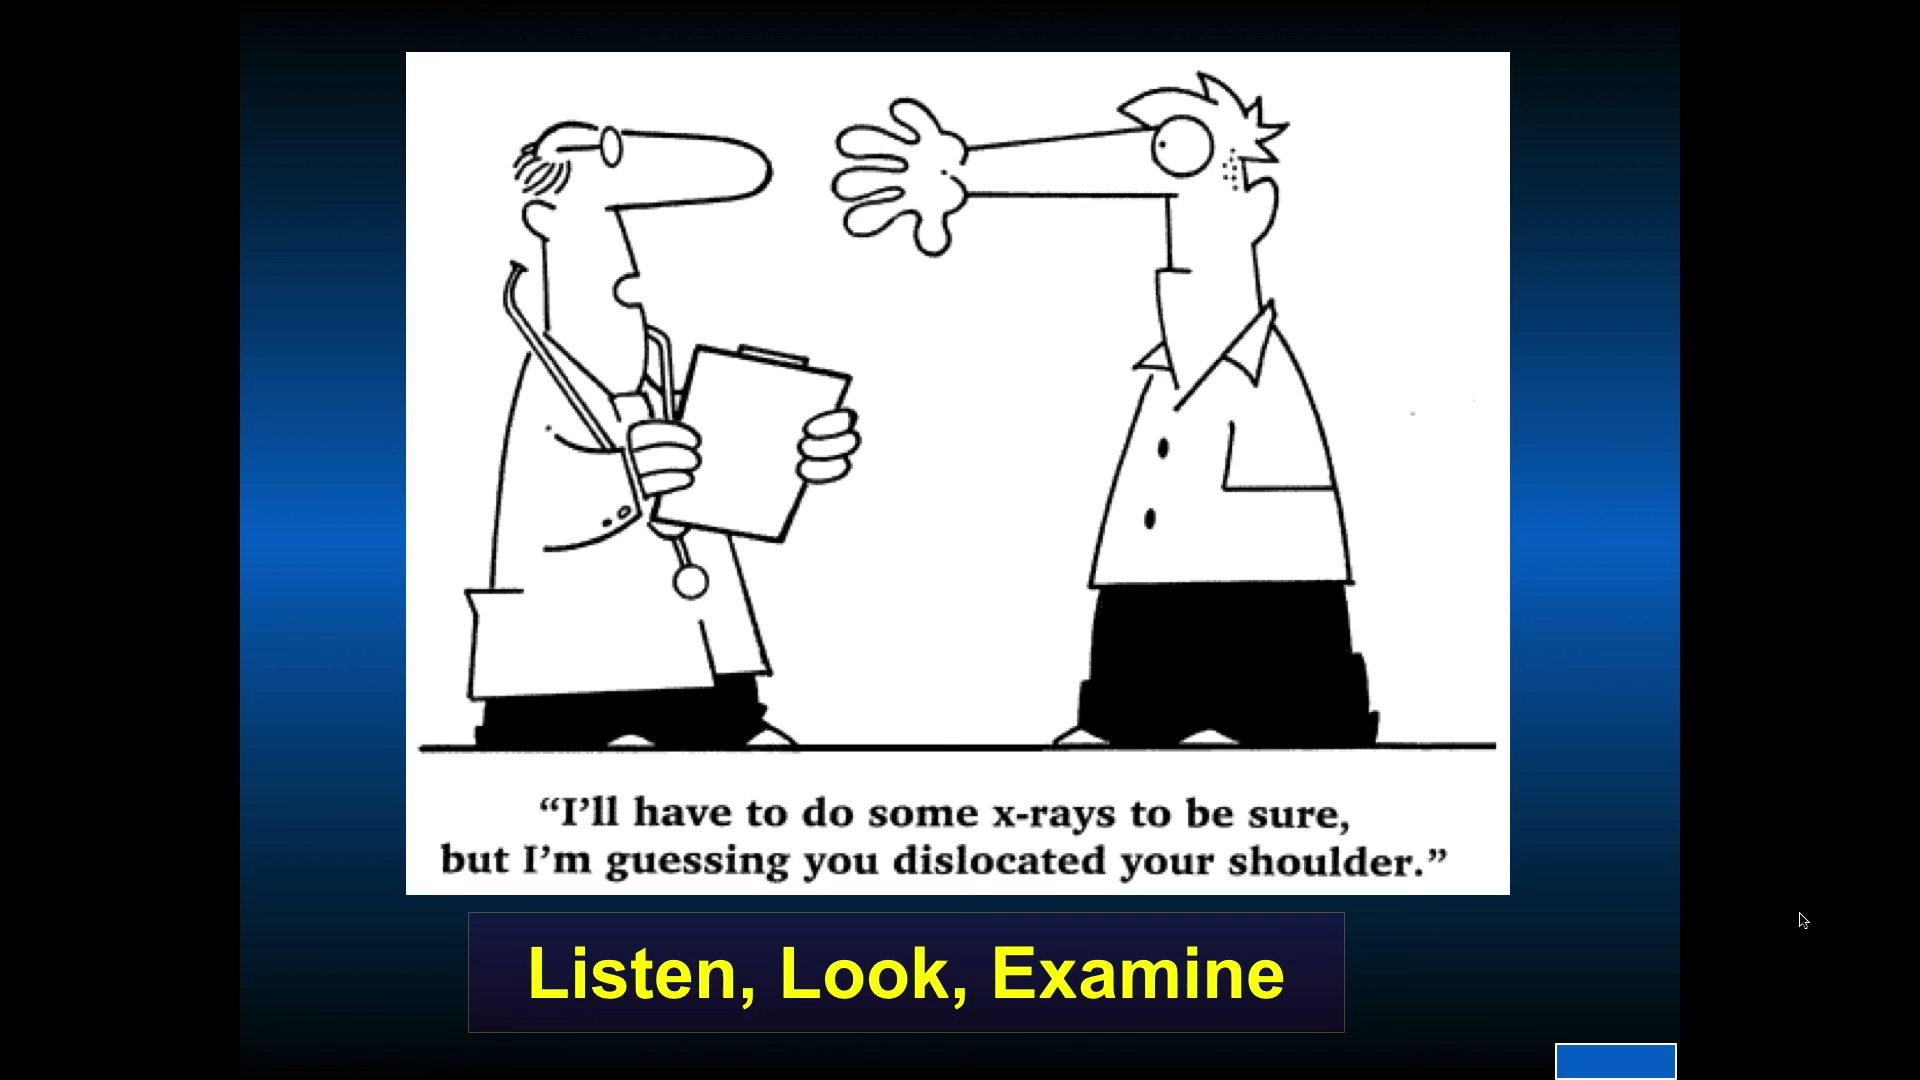 “I’ll have to do some x-rays to be sure,
but I’m guessing you dislocated your shoulder.”
Listen, Look, Examine